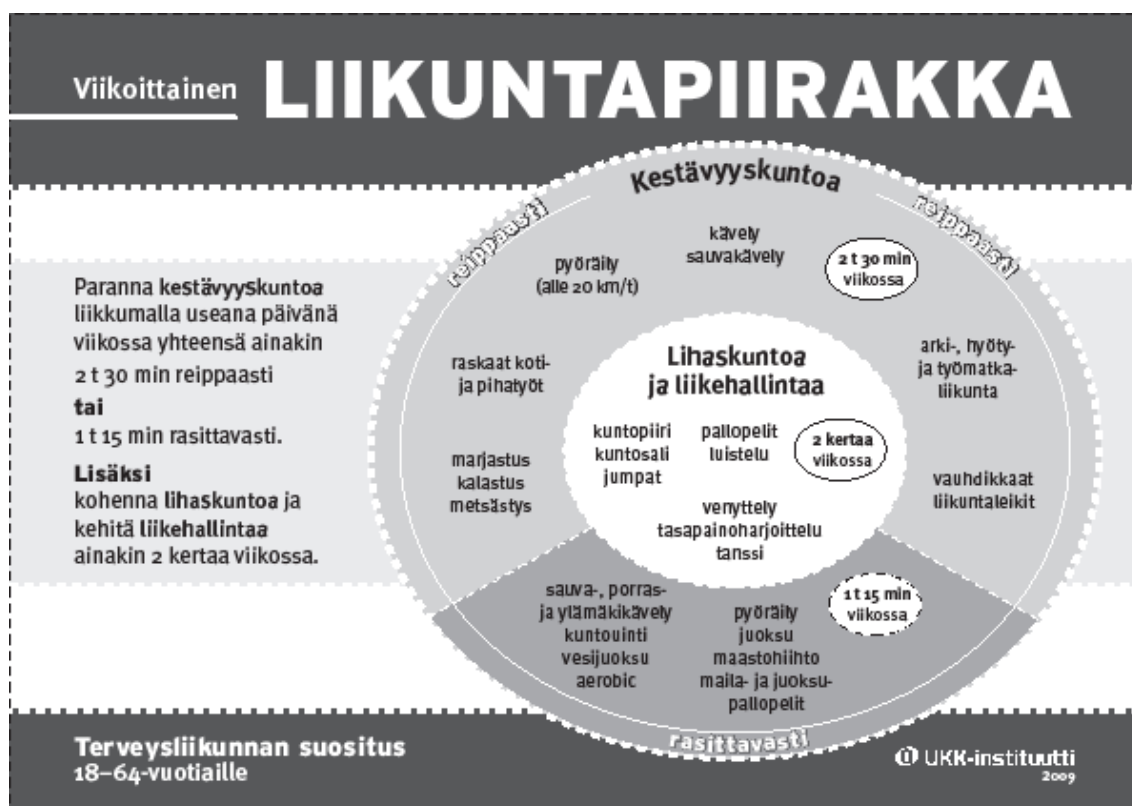 Viikoittainen LIIKUNTAPIIRAKKA
Kestävyyskuntoa
reippaasti
reippaasti
kävely
sauvakävely
2 t 30 min
viikossa
pyöräily
(alle 20 km/t)
Paranna kestävyyskuntoa
liikkumalla useana päivänä
viikossa yhteensä ainakin
2 t 30 min reippaasti
tai
1 t 15 min rasittavasti.
Lisäksi
kohenna lihaskuntoa ja
kehitä liikehallintaa
ainakin 2 kertaa viikossa.
raskaat koti-
ja pihatyöt
marjastus
kalastus
metsästys
Lihaskuntoa
ja liikehallintaa
kuntopiiri
kuntosali
jumpat
pallopelit
luistelu
2 kertaa
viikossa
venyttely
tasapainoharjoittelu
tanssi
arki-, hyöty-
ja työmatka-
liikunta
vauhdikkaat
liikuntaleikit
sauva-, porras-
ja ylämäkikävely
kuntouinti
vesijuoksu
aerobic
pyöräily
juoksu
maastohiihto
maila- ja juoksu-
pallopelit
1 t 15 min
viikossa
rasittavasti
Terveysliikunnan suositus
18–64-vuotiaille
UKK-instituutti
2009